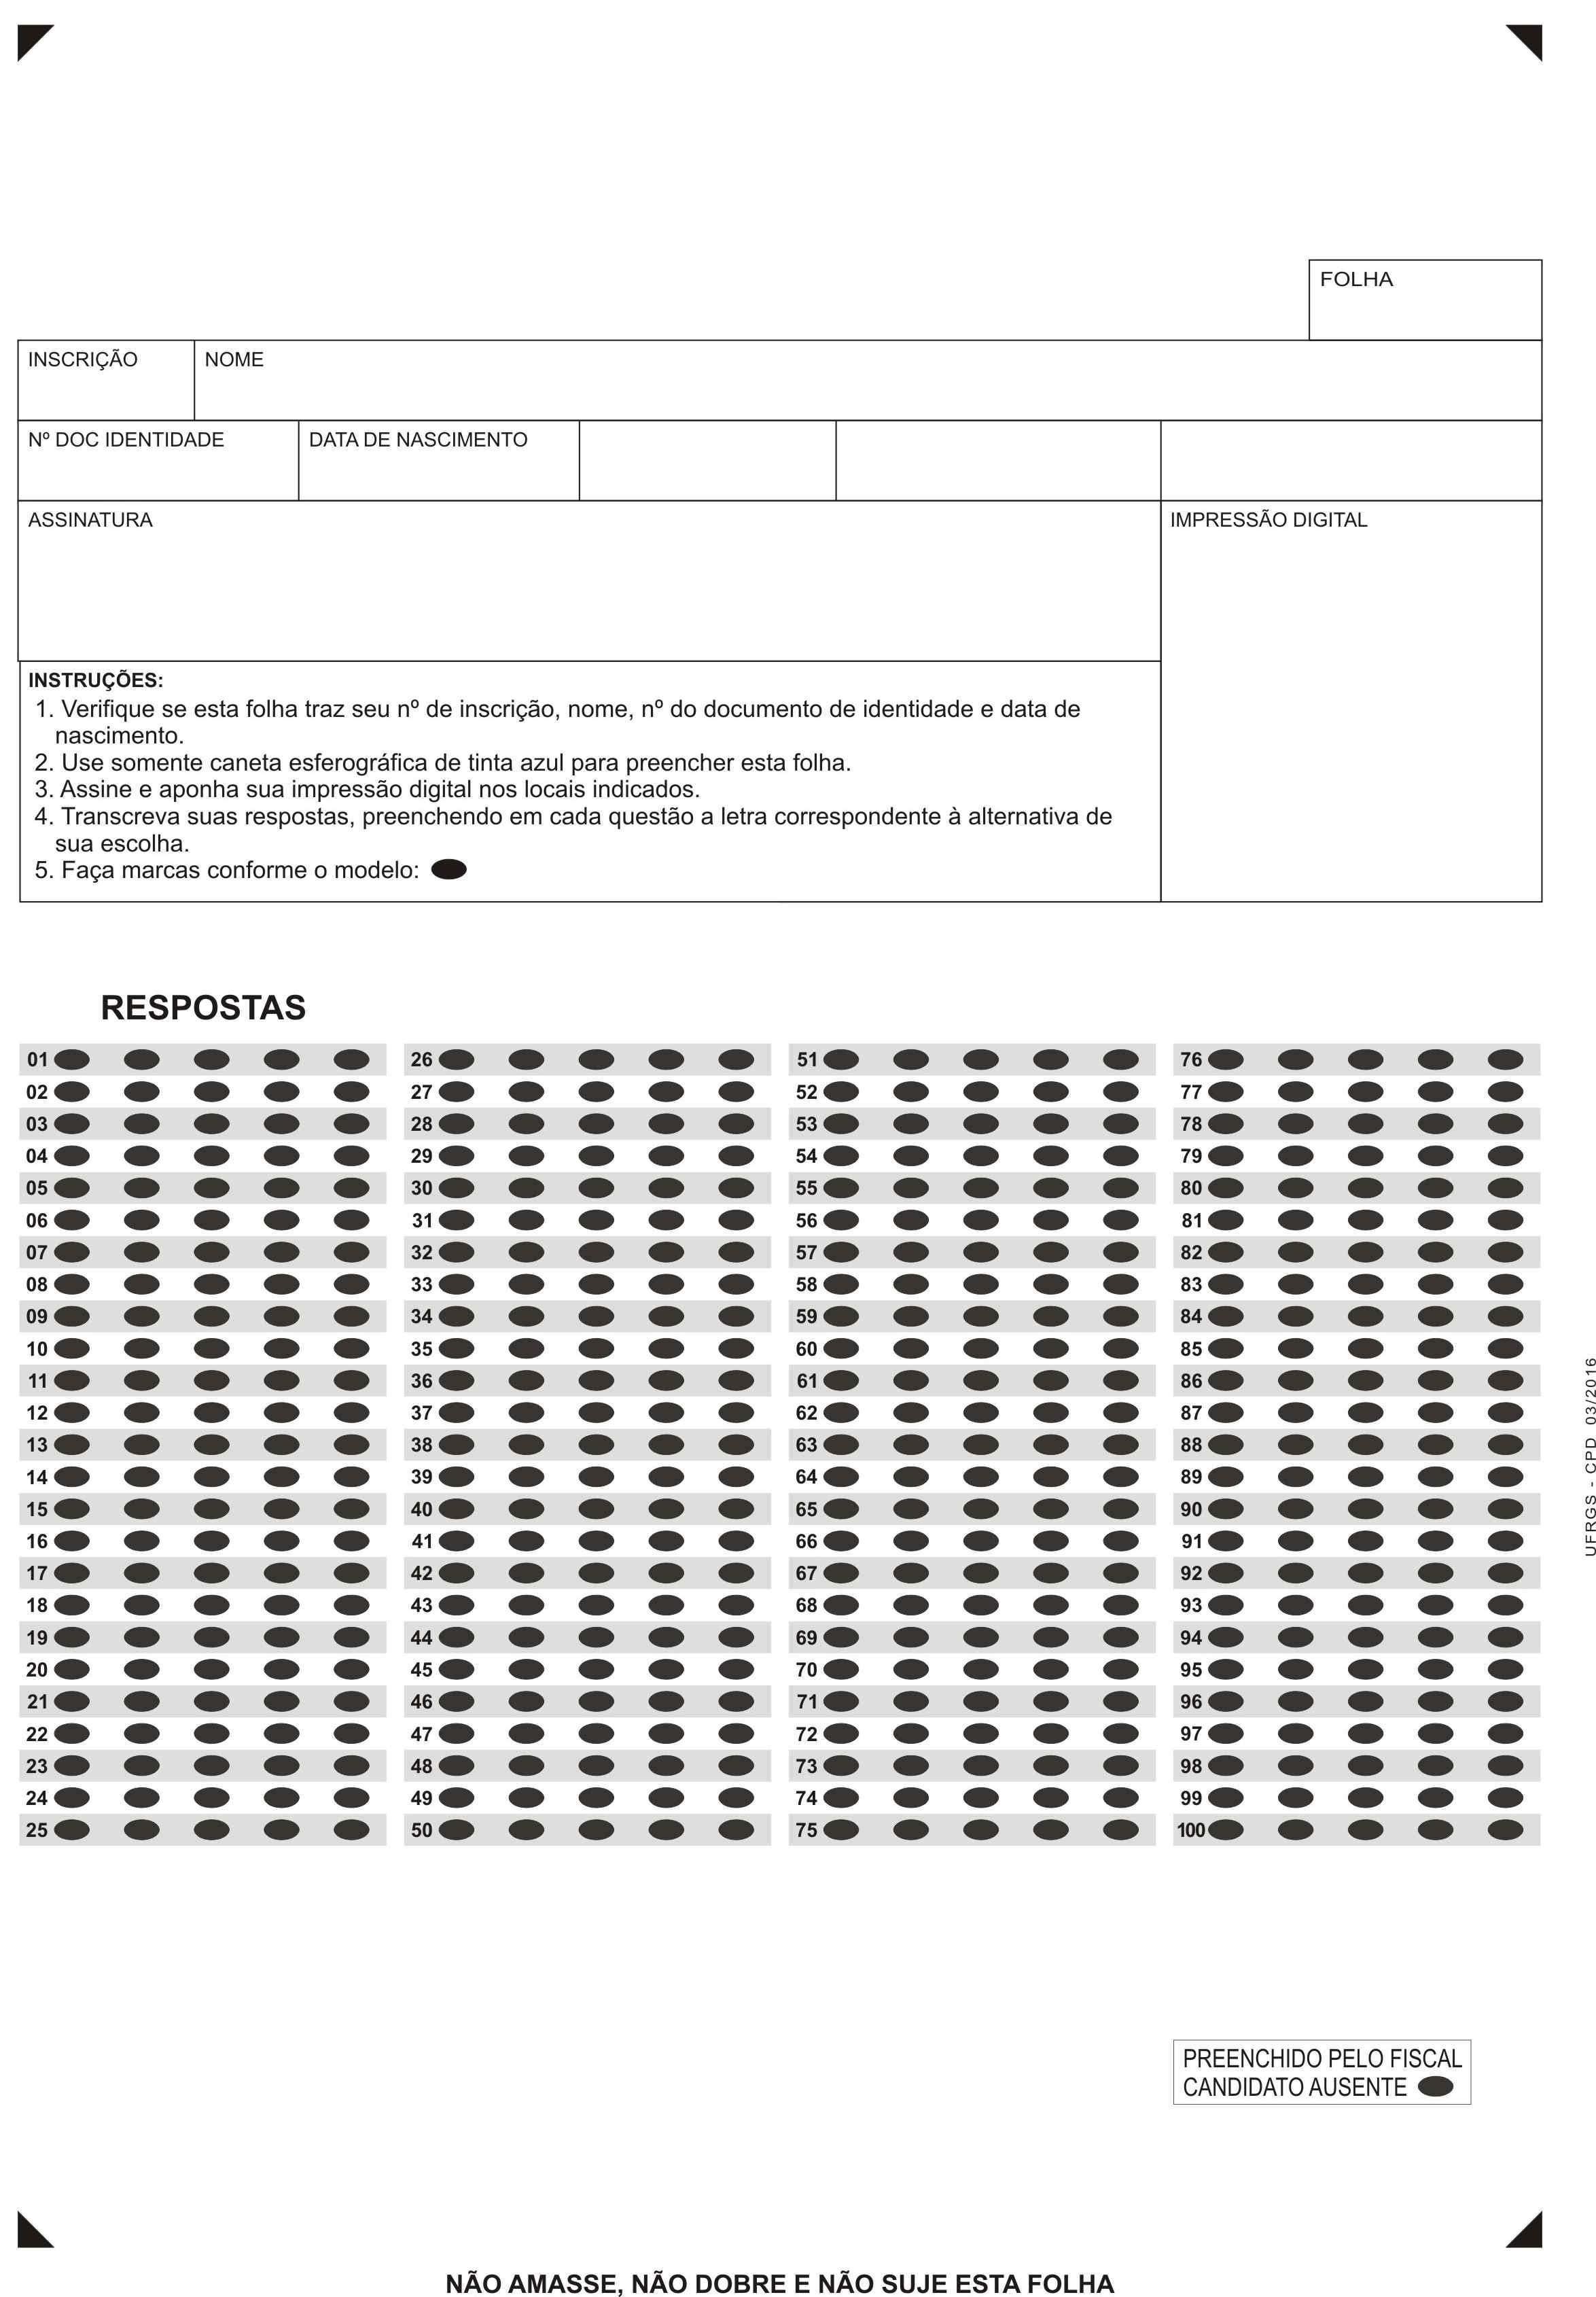 FOLHA
INSCRIÇÃO NOME
Nº DOC IDENTIDADE DATA DE NASCIMENTO
ASSINATURA IMPRESSÃO DIGITAL
INSTRUÇÕES:
1. Verifique se esta folha traz seu nº de inscrição, nome, nº do documento de identidade e data de
nascimento.
2. Use somente caneta esferográfica de tinta azul para preencher esta folha.
3. Assine e aponha sua impressão digital nos locais indicados.
4. Transcreva suas respostas, preenchendo em cada questão a letra correspondente à alternativa de
sua escolha.
5. Faça marcas conforme o modelo:
RESPOSTAS
01 26 51 76
02 27 52 77
03 28 53 78
04 29 54 79
05 30 55 80
06 31 56 81
07 32 57 82
08 33 58 83
09 34 59 84
10 35 60 85
11 36 61 86
12 37 62 87
13 38 63 88
14 39 64 89
15 40 65 90
16 41 66 91
17 42 67 92
18 43 68 93
19 44 69 94
20 45 70 95
21 46 71 96
22 47 72 97
23 48 73 98
24 49 74 99
25 50 75 100
UFRGS - CPD 03/2016
PREENCHIDO PELO FISCAL
CANDIDATO AUSENTE
NÃO AMASSE, NÃO DOBRE E NÃO SUJE ESTA FOLHA